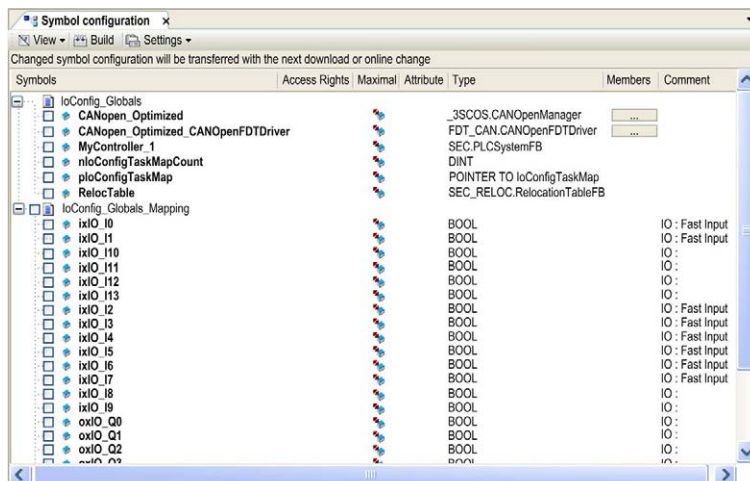 Symbol configuration x
View Build Settings
Changed symbol configuration will be transferred with the next download or online change
Symbols Access Rights Maximal Attribute Type Members Comment
IoConfig_Globals
CANopen_Optimized _3SCOS.CANOpenManager ...
CANopen_Optimized_CANOpenFDTDriver FDT_CAN.CANOpenFDTDriver ...
MyController_1 SEC.PLCSystemFB
nIoConfigTaskMapCount DINT
pIoConfigTaskMap POINTER TO IoConfigTaskMap
RelocTable SEC_RELOC.RelocationTableFB
IoConfig_Globals_Mapping
ixIO_I0 BOOL IO : Fast Input
ixIO_I1 BOOL IO : Fast Input
ixIO_I10 BOOL IO :
ixIO_I11 BOOL IO :
ixIO_I12 BOOL IO :
ixIO_I13 BOOL IO :
ixIO_I2 BOOL IO : Fast Input
ixIO_I3 BOOL IO : Fast Input
ixIO_I4 BOOL IO : Fast Input
ixIO_I5 BOOL IO : Fast Input
ixIO_I6 BOOL IO : Fast Input
ixIO_I7 BOOL IO : Fast Input
ixIO_I8 BOOL IO :
ixIO_I9 BOOL IO :
oxIO_Q0 BOOL IO :
oxIO_Q1 BOOL IO :
oxIO_Q2 BOOL IO :
oxIO_Q3 BOOL IO :